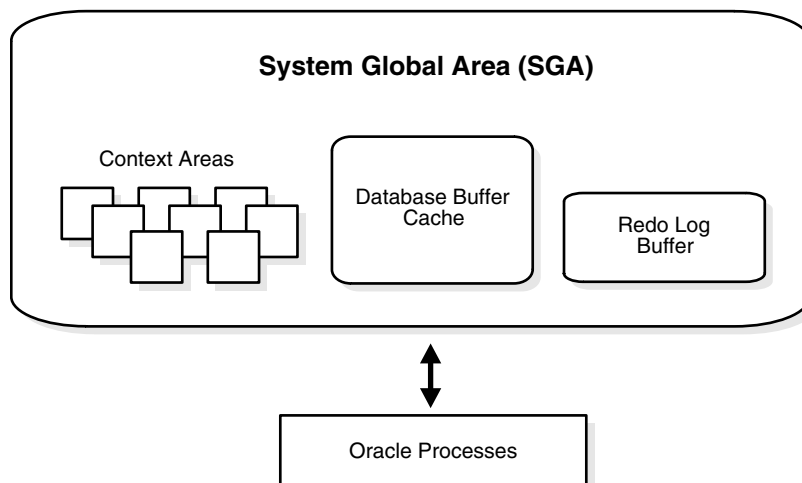 System Global Area (SGA)
Context Areas
Database Buffer
Cache
Redo Log
Buffer
Oracle Processes